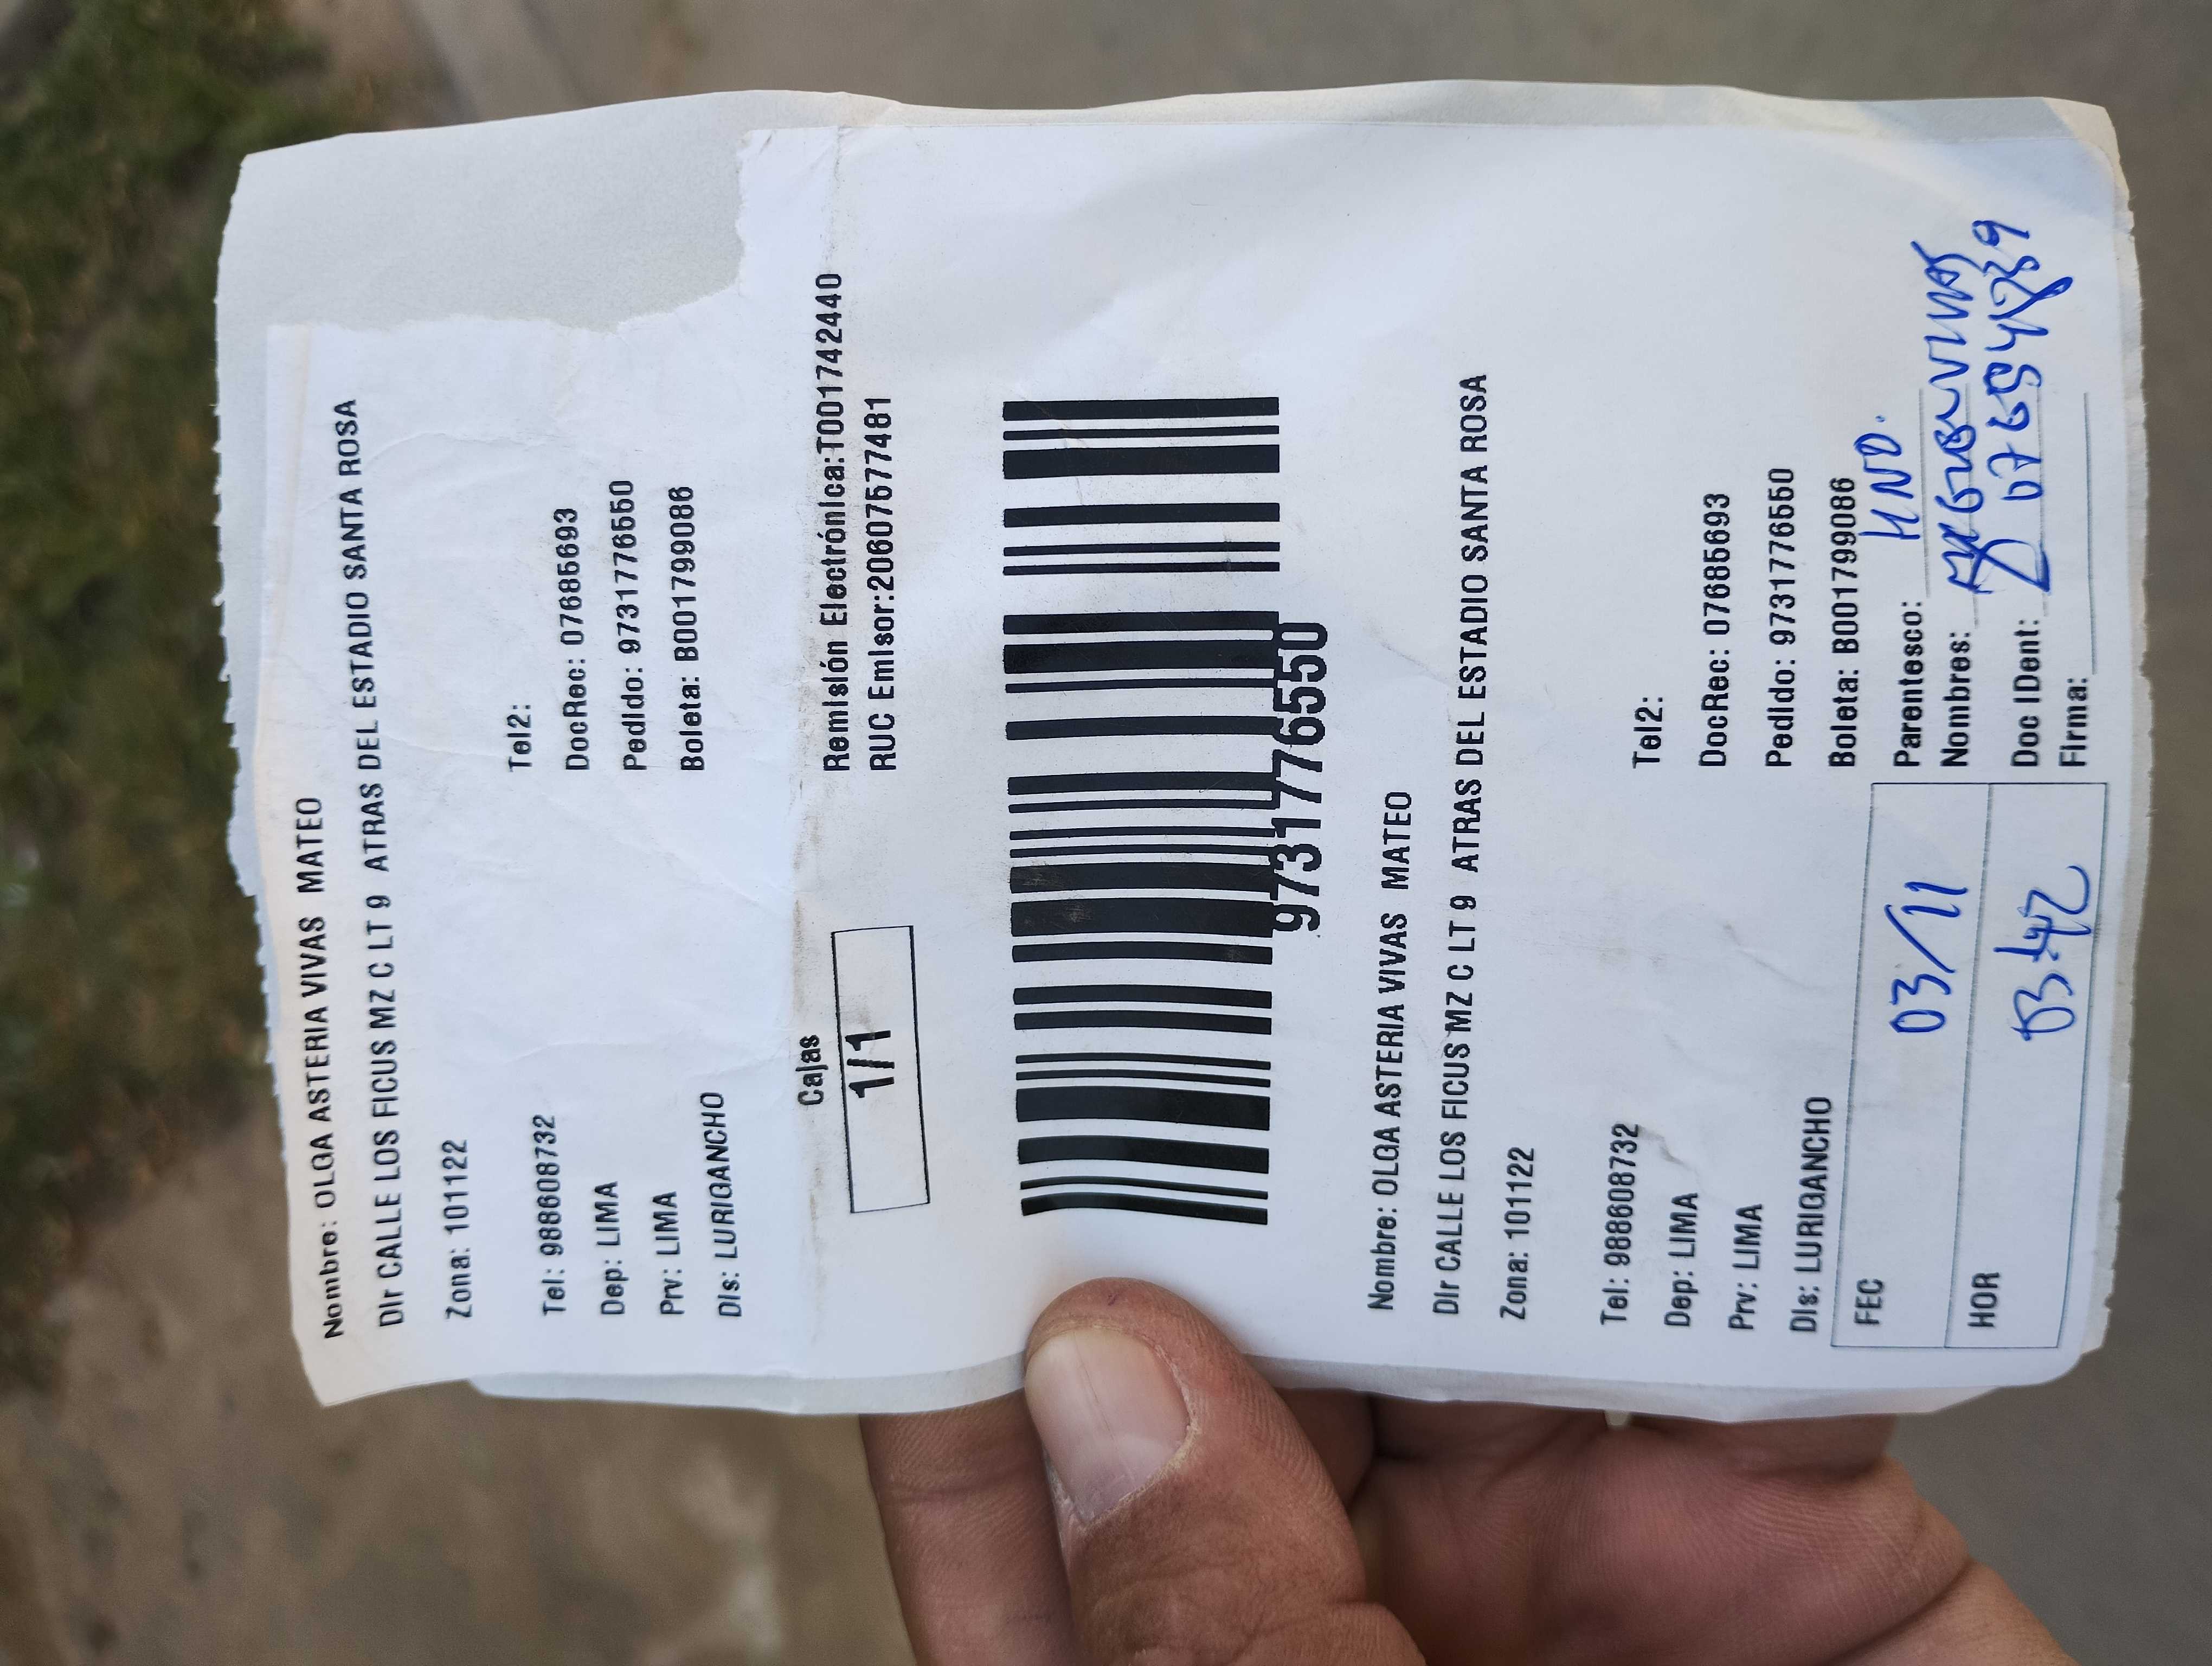 Nombre: OLGA ASTERIA VIVAS MATEO
Dir CALLE LOS FICUS MZ C LT 9 ATRAS DEL ESTADIO SANTA ROSA
Zona: 101122
Tel: 988608732 Tel2:
Dep: LIMA DocRec: 07685693
Prv: LIMA Pedido: 9731776550
Dis: LURIGANCHO Boleta: B001799086
Cajas Remisión Electrónica:T001742440
1/1 RUC Emisor:20607577481
9731776550
Nombre: OLGA ASTERIA VIVAS MATEO
Dir CALLE LOS FICUS MZ C LT 9 ATRAS DEL ESTADIO SANTA ROSA
Zona: 101122
Tel: 988608732 Tel2:
Dep: LIMA DocRec: 07685693
Prv: LIMA Pedido: 9731776550
Dis: LURIGANCHO Boleta: B001799086
FEC 03/11 Parentesco: HNO.
Nombres: VIVAS
HOR 03:42 Doc IDent:
Firma: